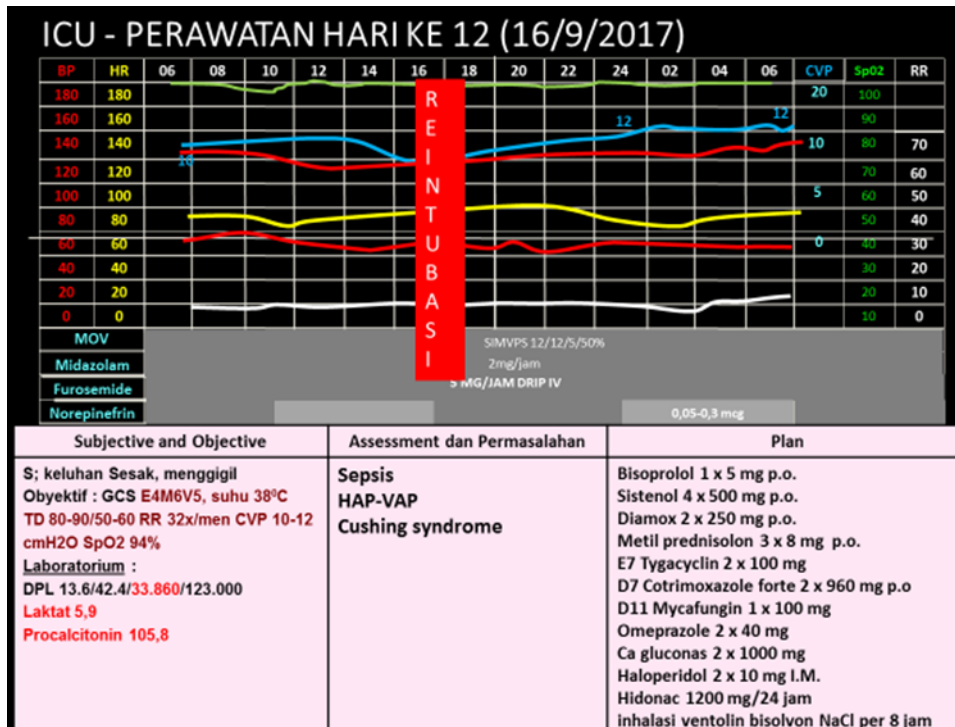 ICU - PERAWATAN HARI KE 12 (16/9/2017)
BP HR 06 08 10 12 14 16 18 20 22 24 02 04 06 CVP Sp02 RR
180 180 20 100
160 160 90
140 140 10 80 70
120 120 70 60
100 100 5 60 50
80 80 50 40
60 60 0 40 30
40 40 30 20
20 20 20 10
0 0 10 0
10
12
12
R
E
I
N
T
U
B
A
S
I
MOV SIMVPS 12/12/5/50%
Midazolam 2mg/jam
Furosemide 5 MG/JAM DRIP IV
Norepinefrin 0,05-0,3 mcg
Subjective and Objective
S; keluhan Sesak, menggigil
Obyektif : GCS E4M6V5, suhu 38⁰C
TD 80-90/50-60 RR 32x/men CVP 10-12
cmH2O SpO2 94%
Laboratorium :
DPL 13.6/42.4/33.860/123.000
Laktat 5,9
Procalcitonin 105,8
Assessment dan Permasalahan
Sepsis
HAP-VAP
Cushing syndrome
Plan
Bisoprolol 1 x 5 mg p.o.
Sistenol 4 x 500 mg p.o.
Diamox 2 x 250 mg p.o.
Metil prednisolon 3 x 8 mg p.o.
E7 Tygacyclin 2 x 100 mg
D7 Cotrimoxazole forte 2 x 960 mg p.o
D11 Mycafungin 1 x 100 mg
Omeprazole 2 x 40 mg
Ca gluconas 2 x 1000 mg
Haloperidol 2 x 10 mg I.M.
Hidonac 1200 mg/24 jam
inhalasi ventolin bisolvon NaCl per 8 jam